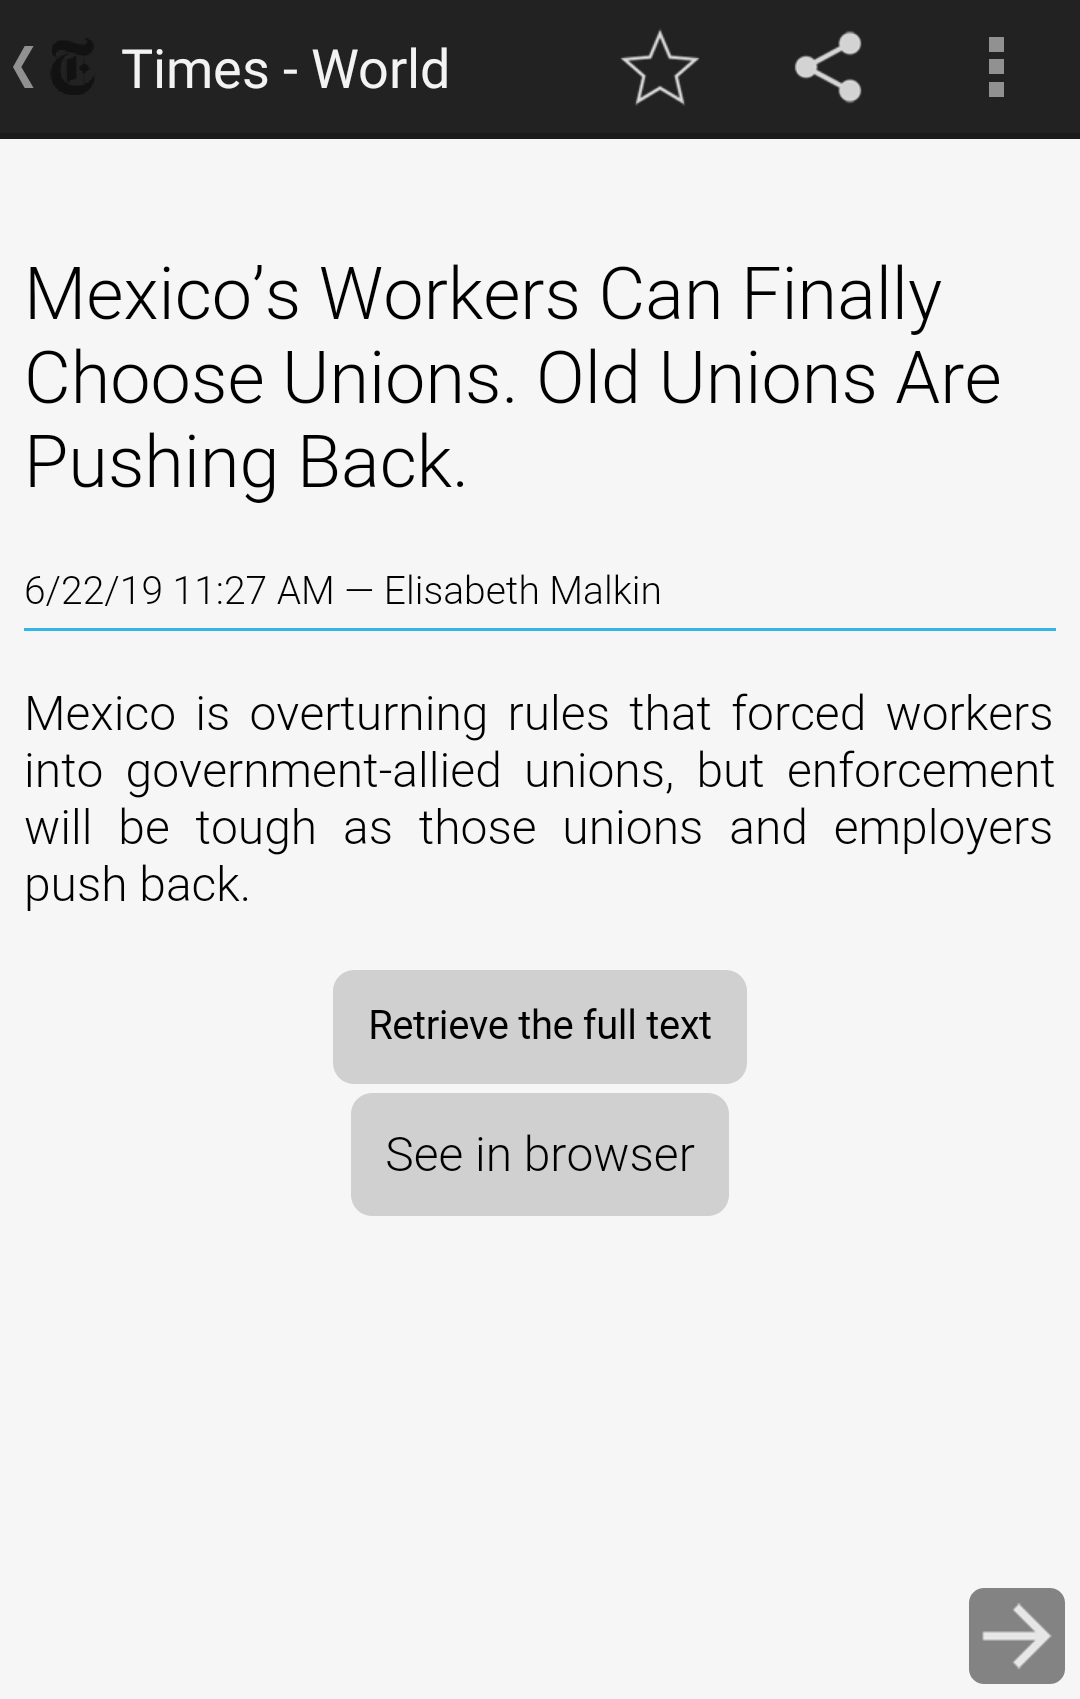 Times - World
Mexico’s Workers Can Finally
Choose Unions. Old Unions Are
Pushing Back.
6/22/19 11:27 AM — Elisabeth Malkin
Mexico is overturning rules that forced workers
into government-allied unions, but enforcement
will be tough as those unions and employers
push back.
Retrieve the full text
See in browser